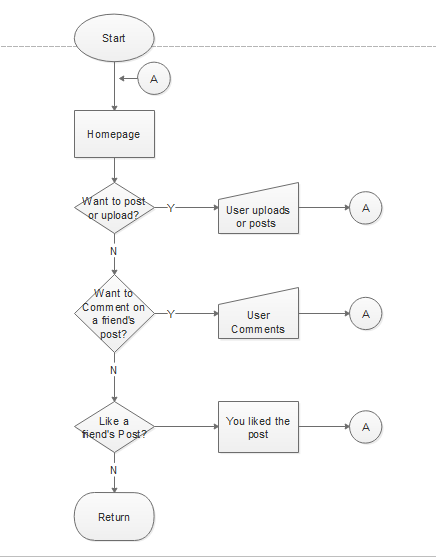 Start
A
Homepage
Want to post
or upload?
Y
User uploads
or posts
A
N
Want to
Comment on
a friend's
post?
Y
User
Comments
A
N
Like a
friend's Post?
You liked the
post
A
N
Return